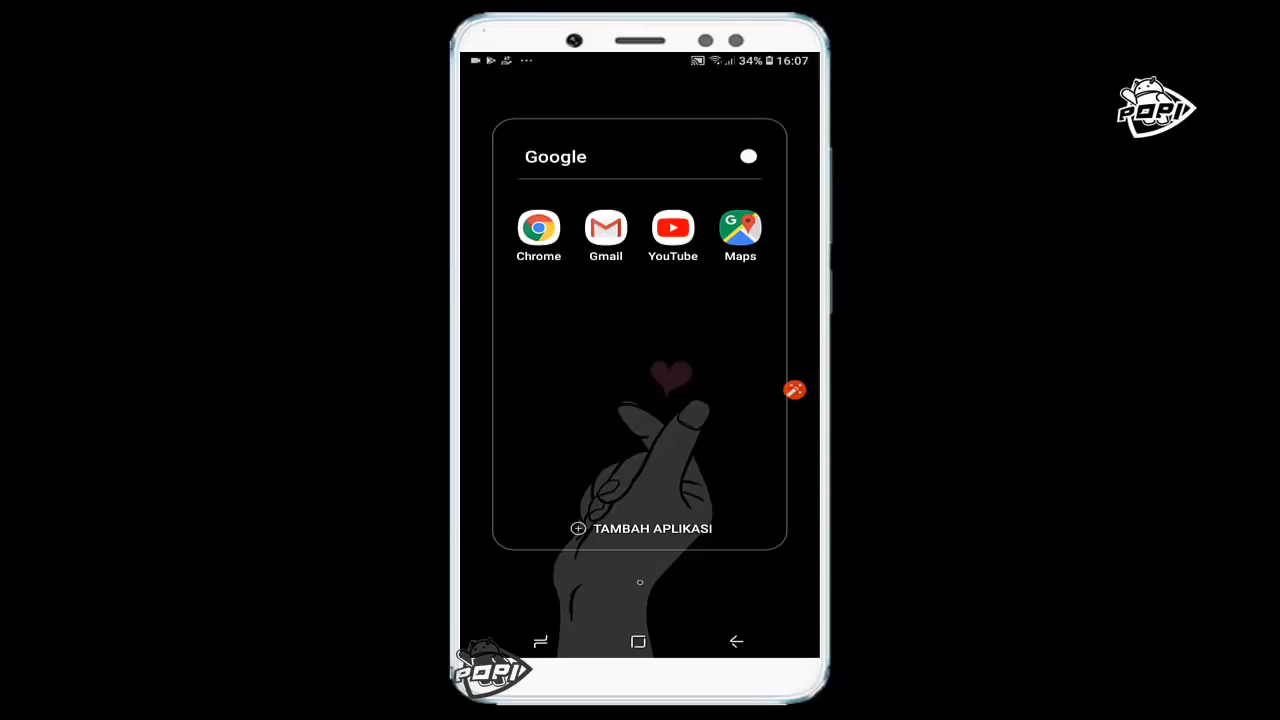 34% 16:07
POPI
Google
G
Chrome Gmail YouTube Maps
TAMBAH APLIKASI
POPI